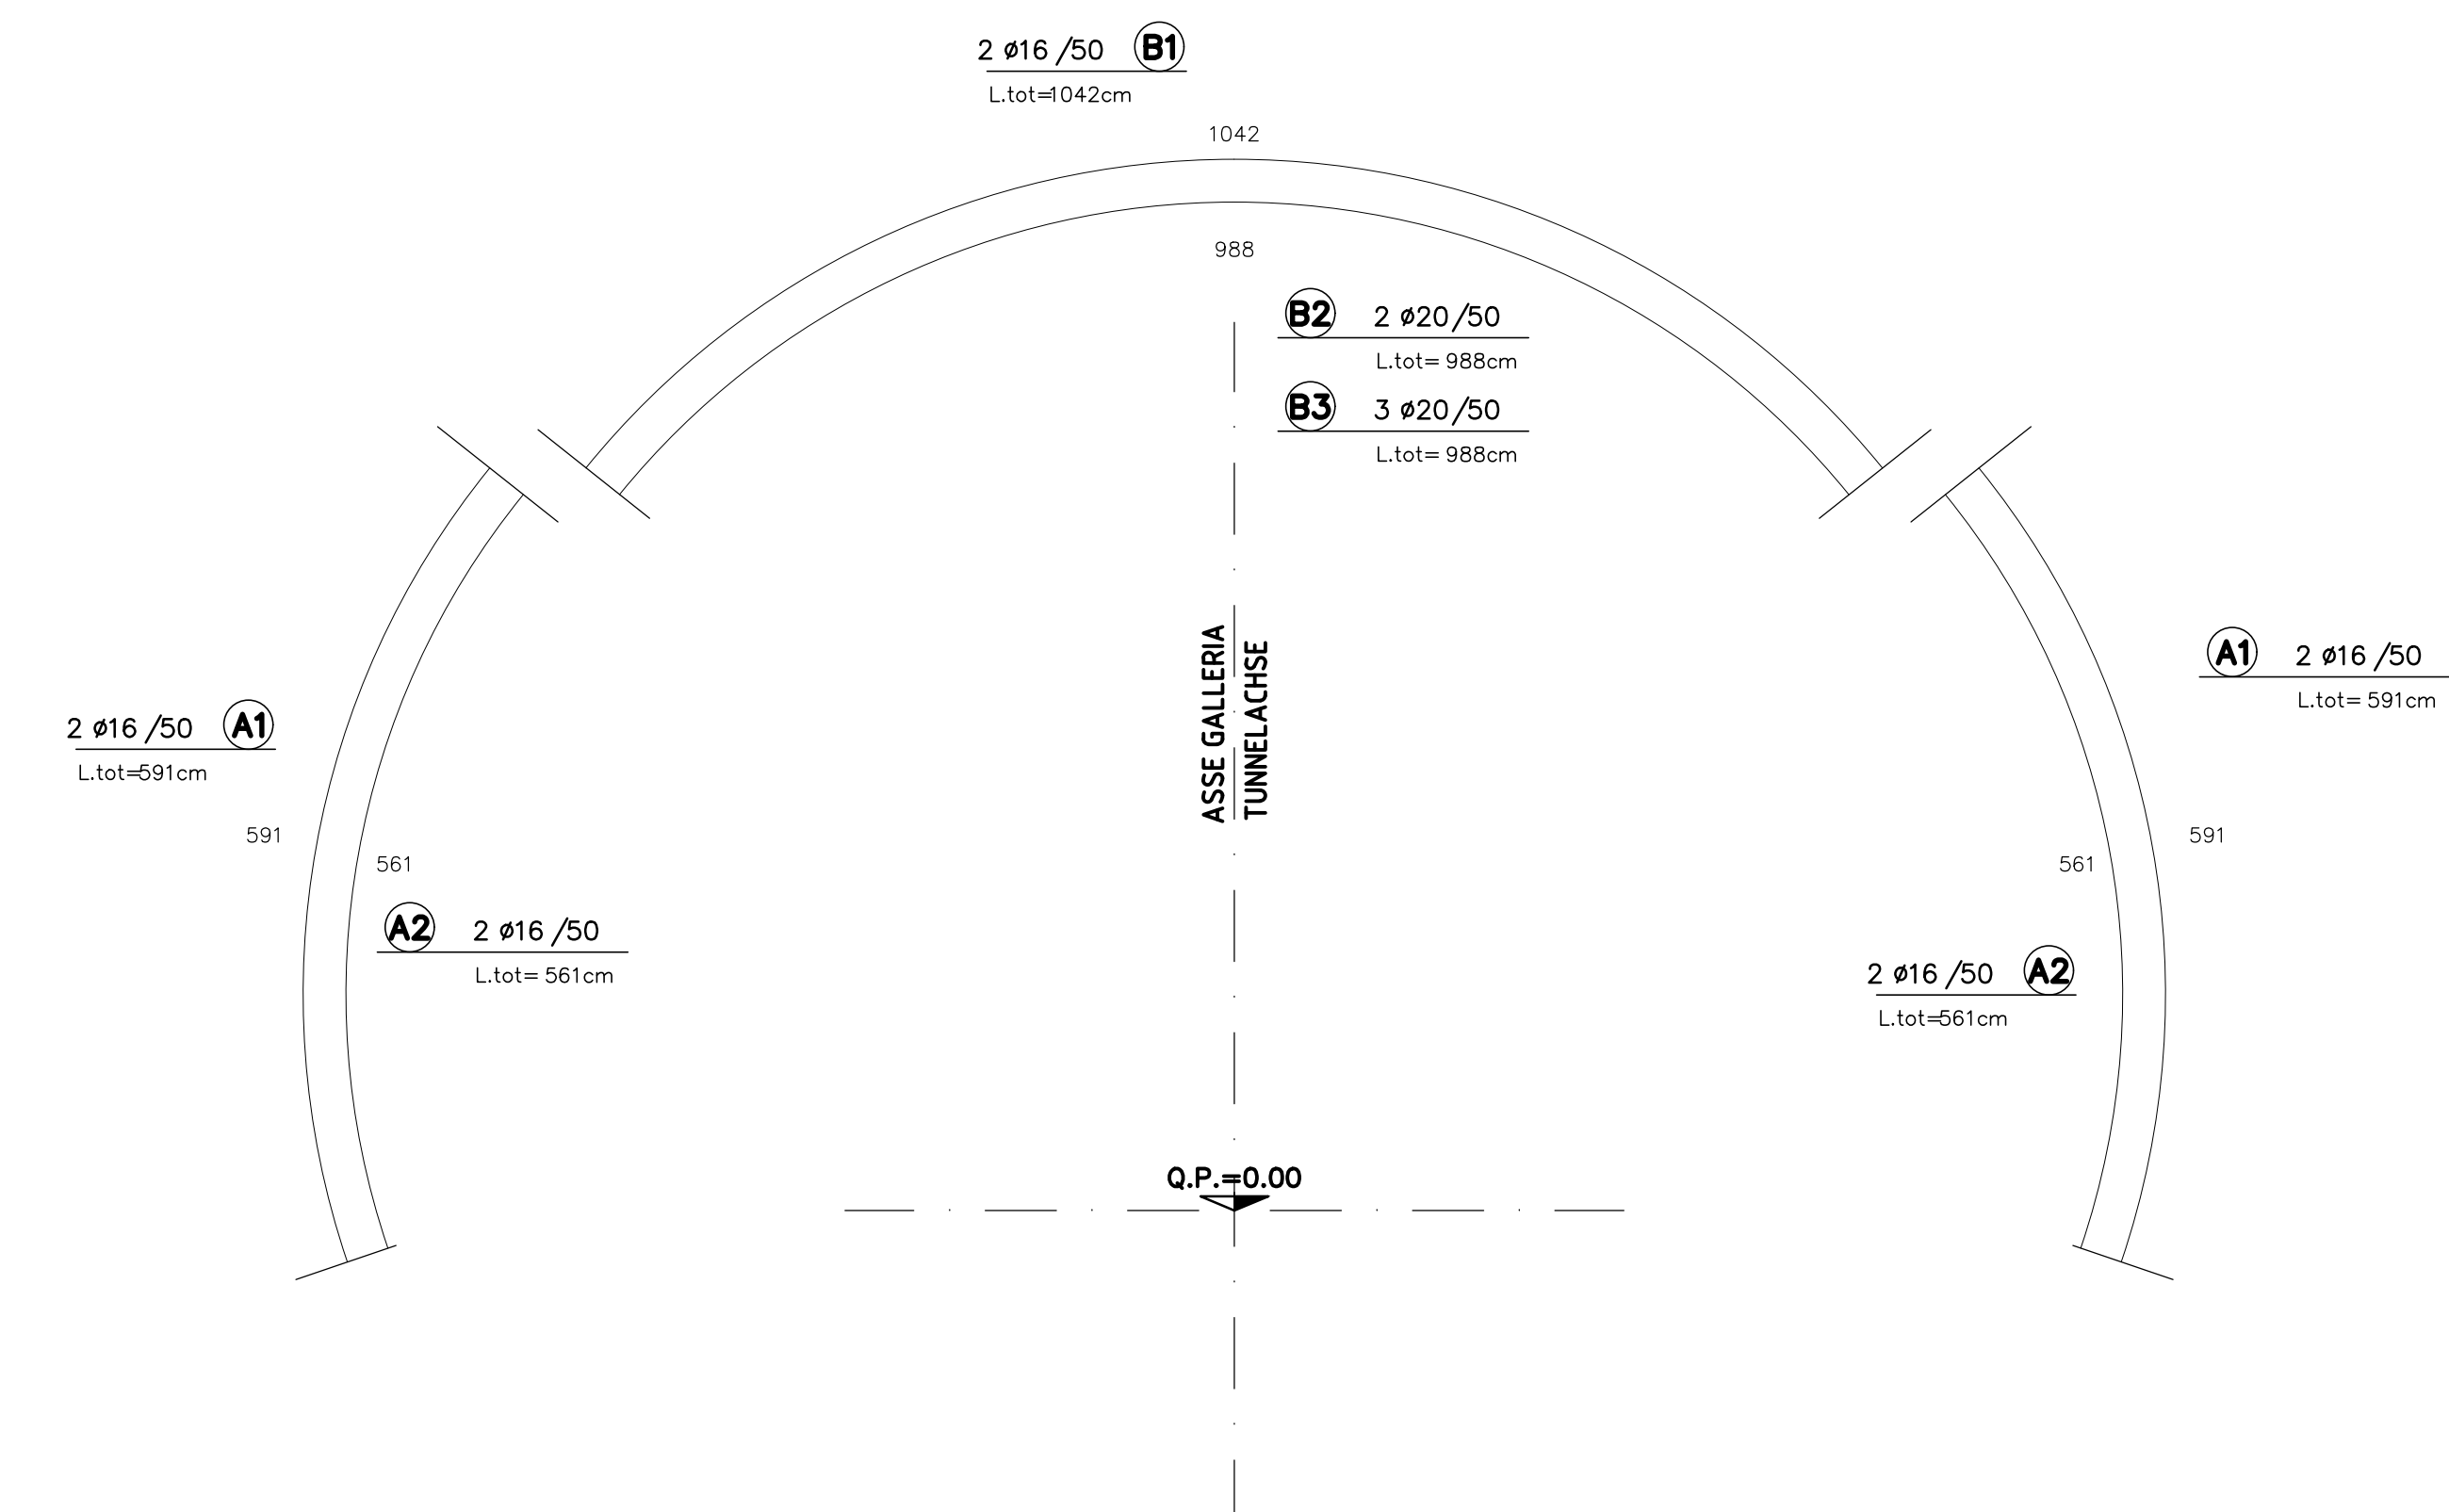 2 ø16 /50 B1
L.tot=1042cm
1042
988
B2 2 ø20/50
L.tot= 988cm
B3 3 ø20/50
L.tot= 988cm
ASSE GALLERIA
TUNNELACHSE
A1 2 ø16 /50
L.tot= 591cm
2 ø16 /50 A1
L.tot=591cm
591
591
561
561
A2 2 ø16 /50
L.tot= 561cm
2 ø16 /50 A2
L.tot=561cm
Q.P.=0.00